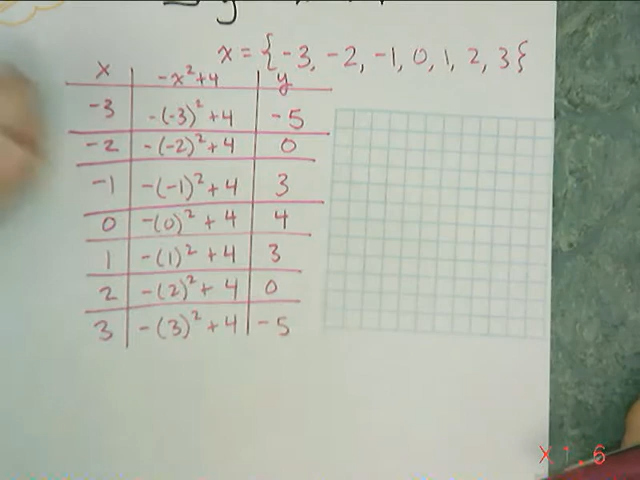 x = {-3, -2, -1, 0, 1, 2, 3}
x -x²+4 y
-3 -(-3)²+4 -5
-2 -(-2)²+4 0
-1 -(-1)²+4 3
0 -(0)²+4 4
1 -(1)²+4 3
2 -(2)²+4 0
3 -(3)²+4 -5